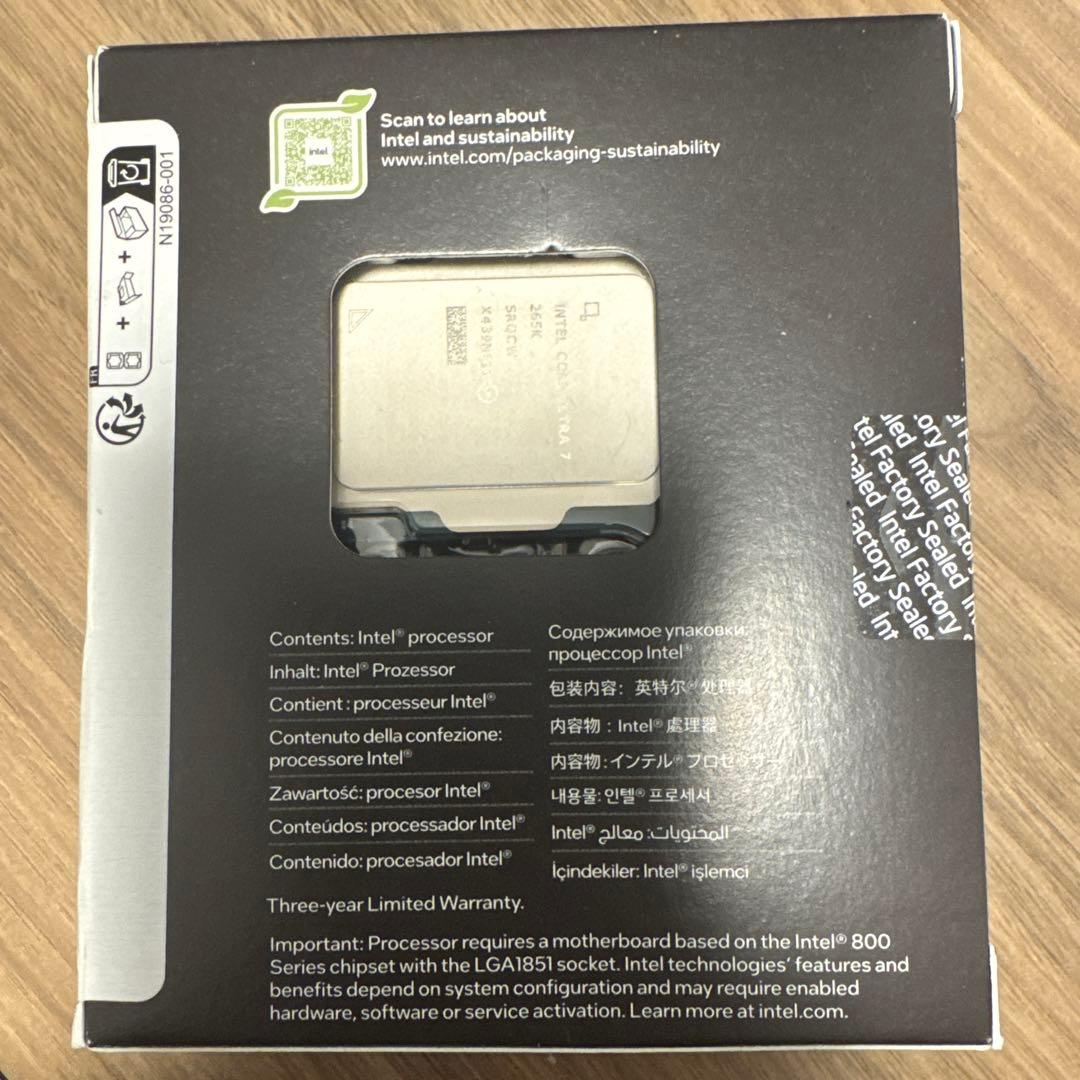 Scan to learn about
Intel and sustainability
www.intel.com/packaging-sustainability
intel
N19086-001
FR
INTEL CORE ULTRA 7
265K
SRQCW
Contents: Intel® processor
Inhalt: Intel® Prozessor
Contient : processeur Intel®
Contenuto della confezione:
processore Intel®
Zawartość: procesor Intel®
Conteúdos: processador Intel®
Contenido: procesador Intel®
Содержимое упаковки:
процессор Intel®
包装内容：英特尔® 处理器
內容物：Intel® 處理器
内容物：インテル® プロセッサー
내용물: 인텔® 프로세서
المحتويات: معالج Intel®
İçindekiler: Intel® işlemci
Three-year Limited Warranty.
Important: Processor requires a motherboard based on the Intel® 800
Series chipset with the LGA1851 socket. Intel technologies' features and
benefits depend on system configuration and may require enabled
hardware, software or service activation. Learn more at intel.com.
Intel Factory Sealed